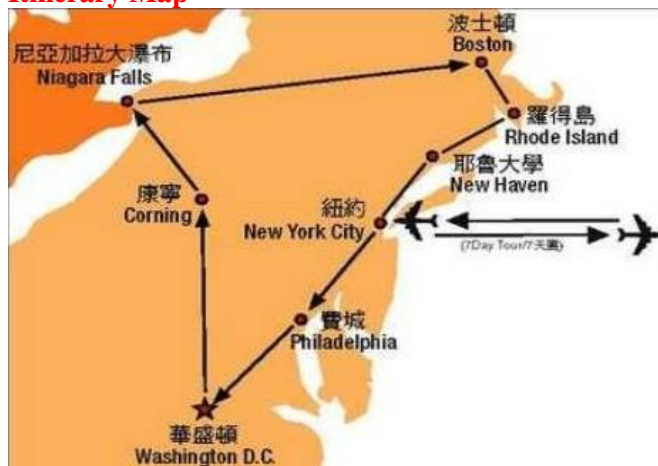 Itinerary Map
波士頓
Boston
尼亞加拉大瀑布
Niagara Falls
羅得島
Rhode Island
耶魯大學
New Haven
康寧
Corning
紐約
New York City
(7Day Tour/7天團)
費城
Philadelphia
華盛頓
Washington D.C.